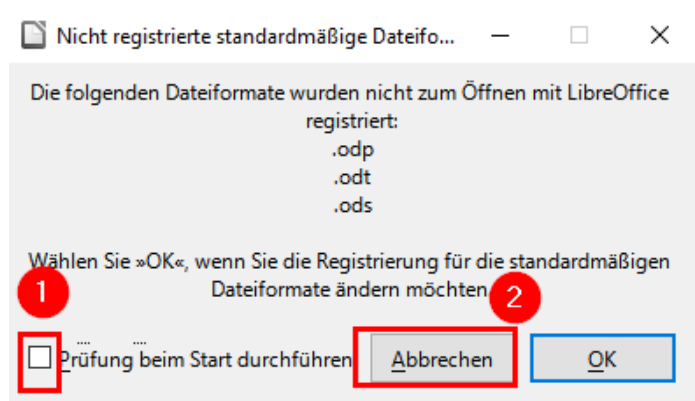 Nicht registrierte standardmäßige Dateifo...
Die folgenden Dateiformate wurden nicht zum Öffnen mit LibreOffice
registriert:
.odp
.odt
.ods
Wählen Sie »OK«, wenn Sie die Registrierung für die standardmäßigen
Dateiformate ändern möchten.
1
2
Prüfung beim Start durchführen
Abbrechen
OK